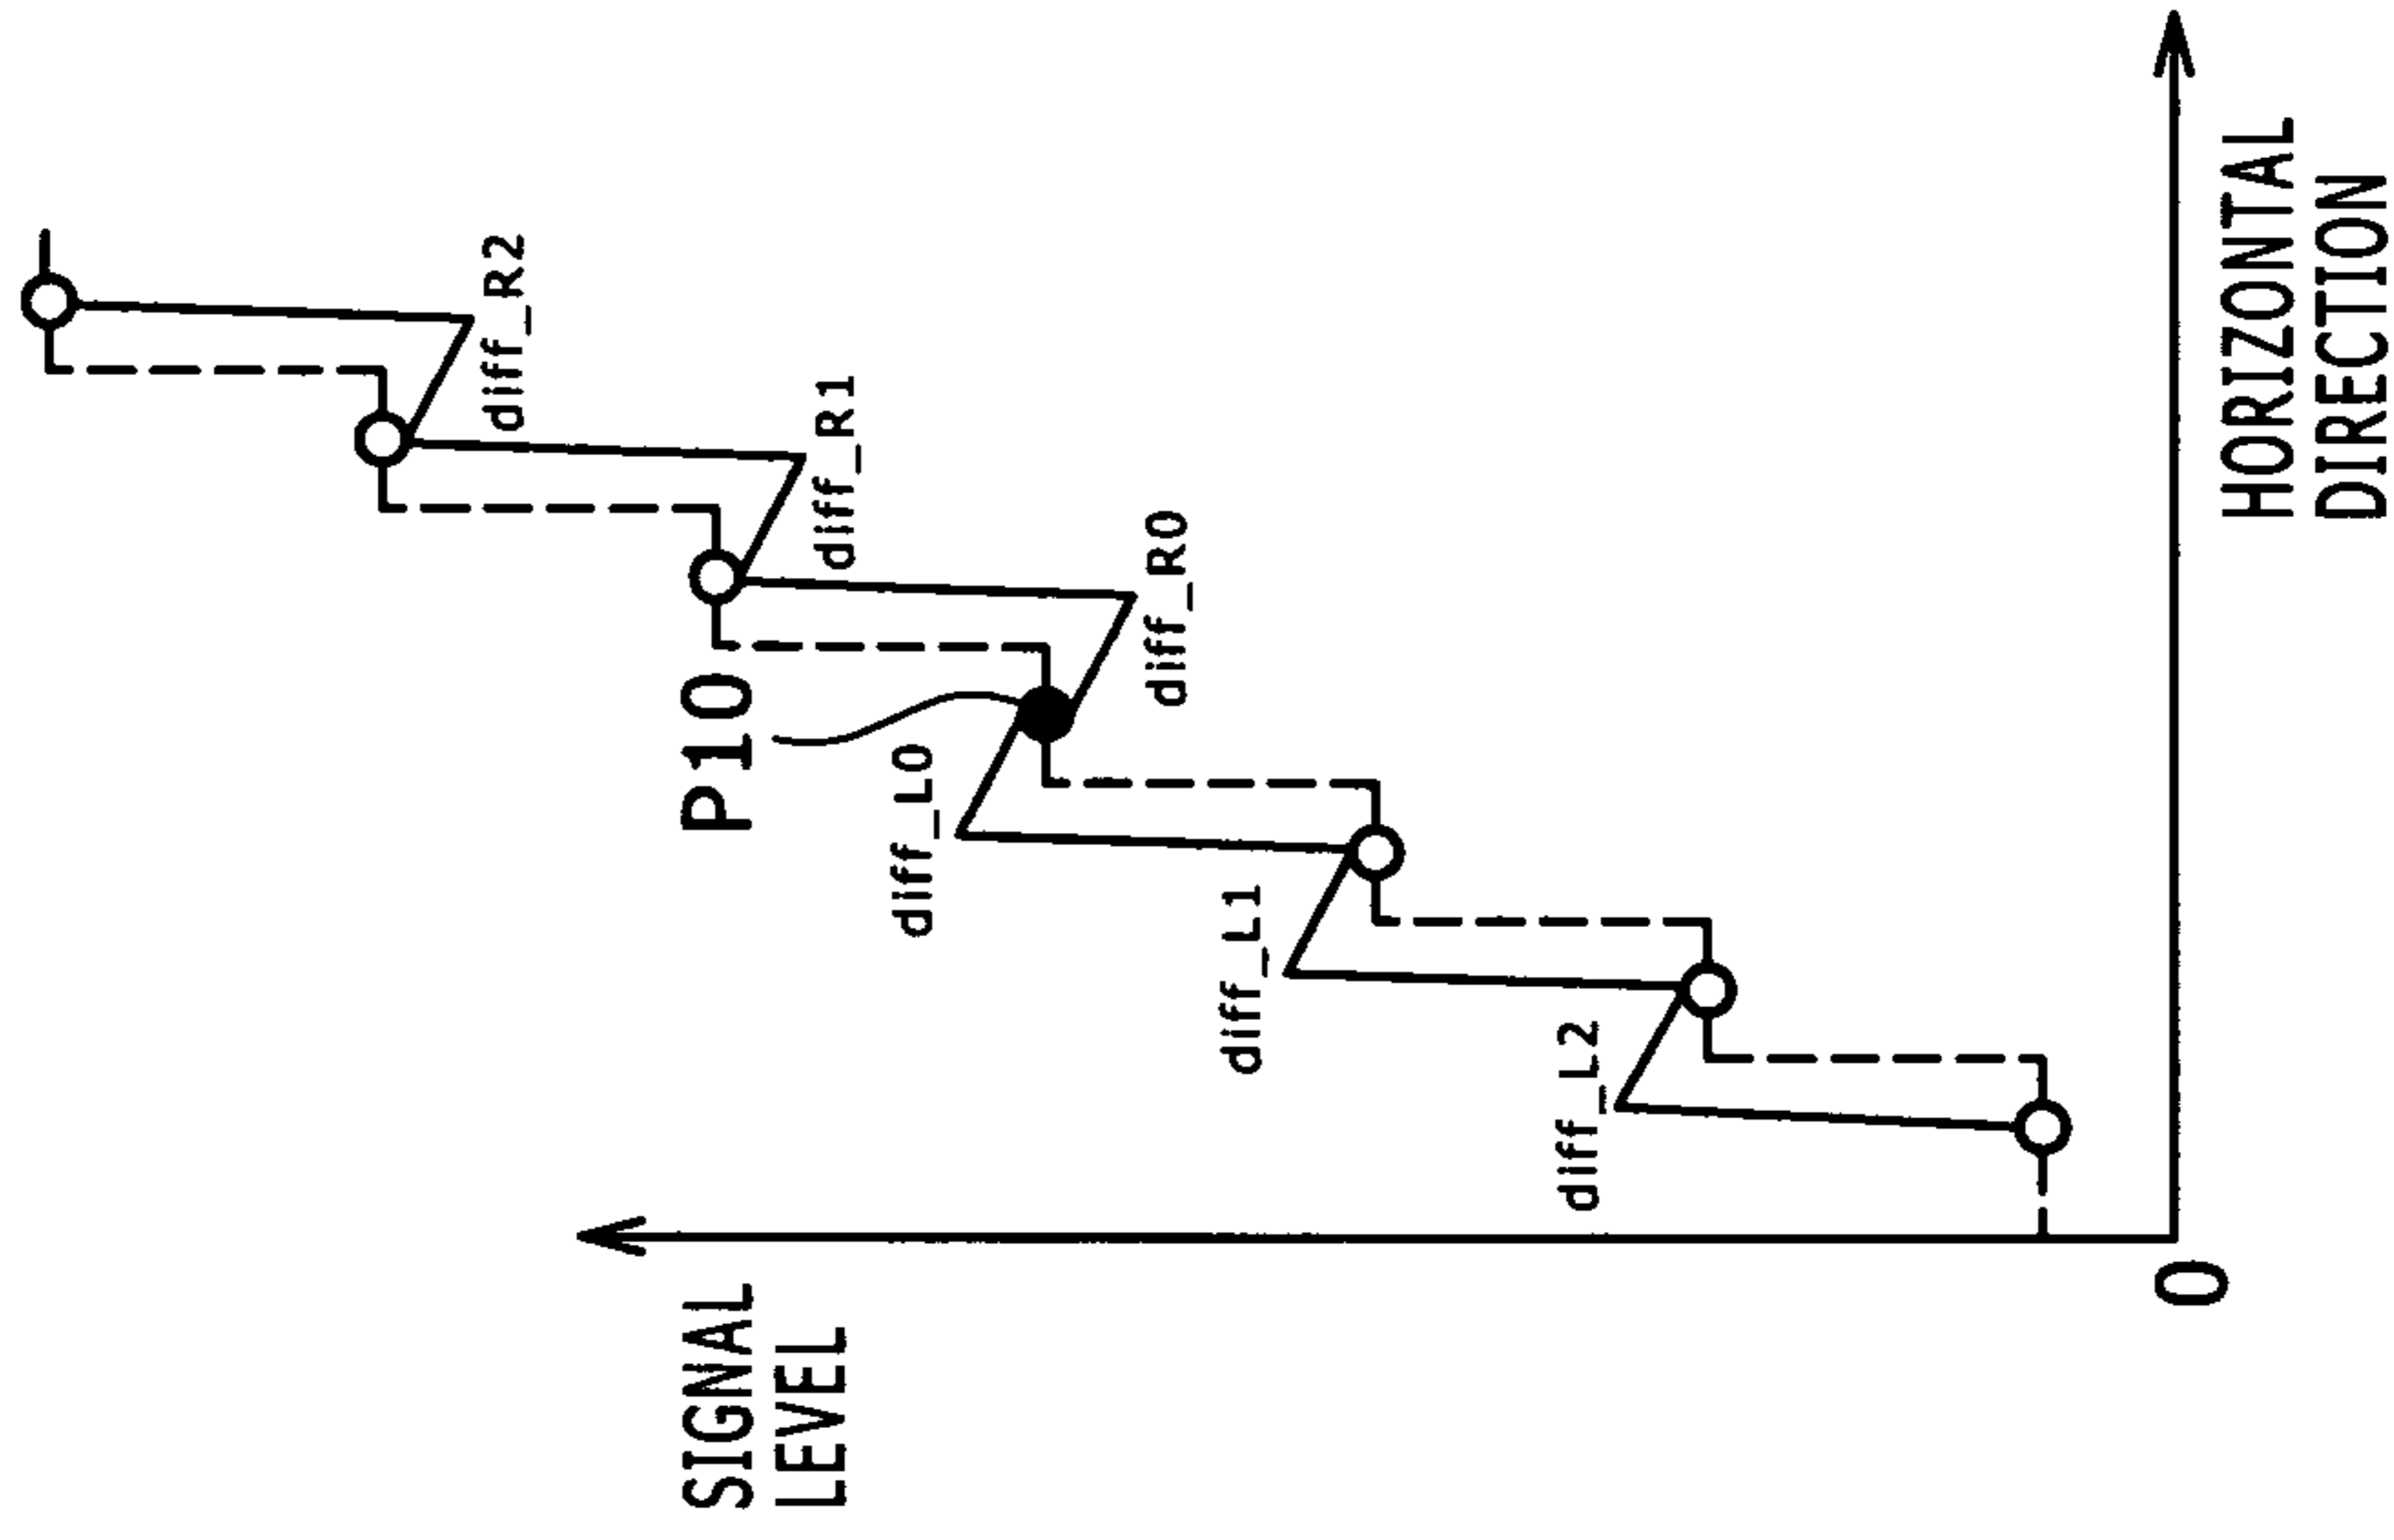 SIGNAL
LEVEL
P10
diff_L2
diff_L1
diff_L0
diff_R0
diff_R1
diff_R2
0
HORIZONTAL
DIRECTION